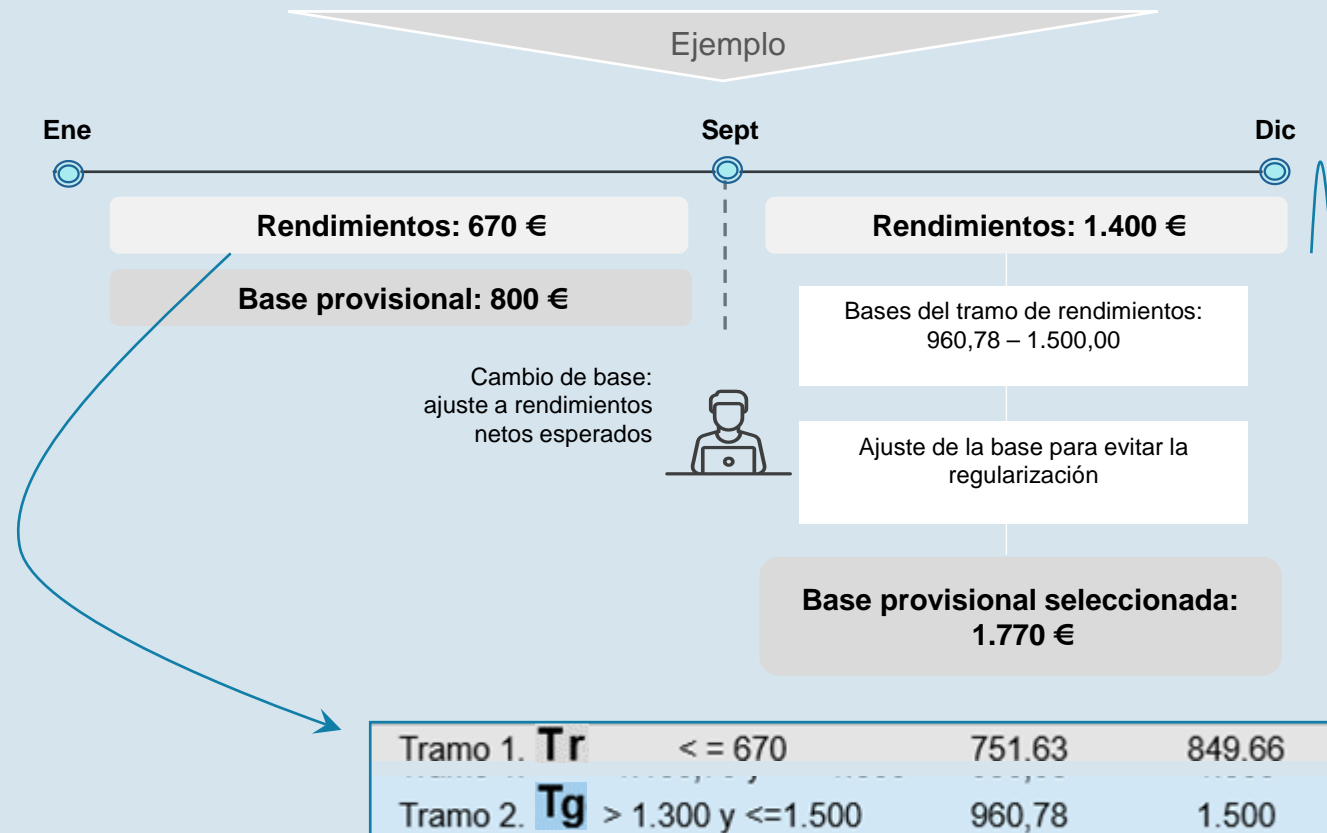 Ejemplo
Ene
Sept
Dic
Rendimientos: 670 €
Rendimientos: 1.400 €
Base provisional: 800 €
Bases del tramo de rendimientos:
960,78 – 1.500,00
Cambio de base:
ajuste a rendimientos
netos esperados
Ajuste de la base para evitar la
regularización
Base provisional seleccionada:
1.770 €
Tramo 1. Tr < = 670 751.63 849.66
Tramo 2. Tg > 1.300 y <=1.500 960,78 1.500